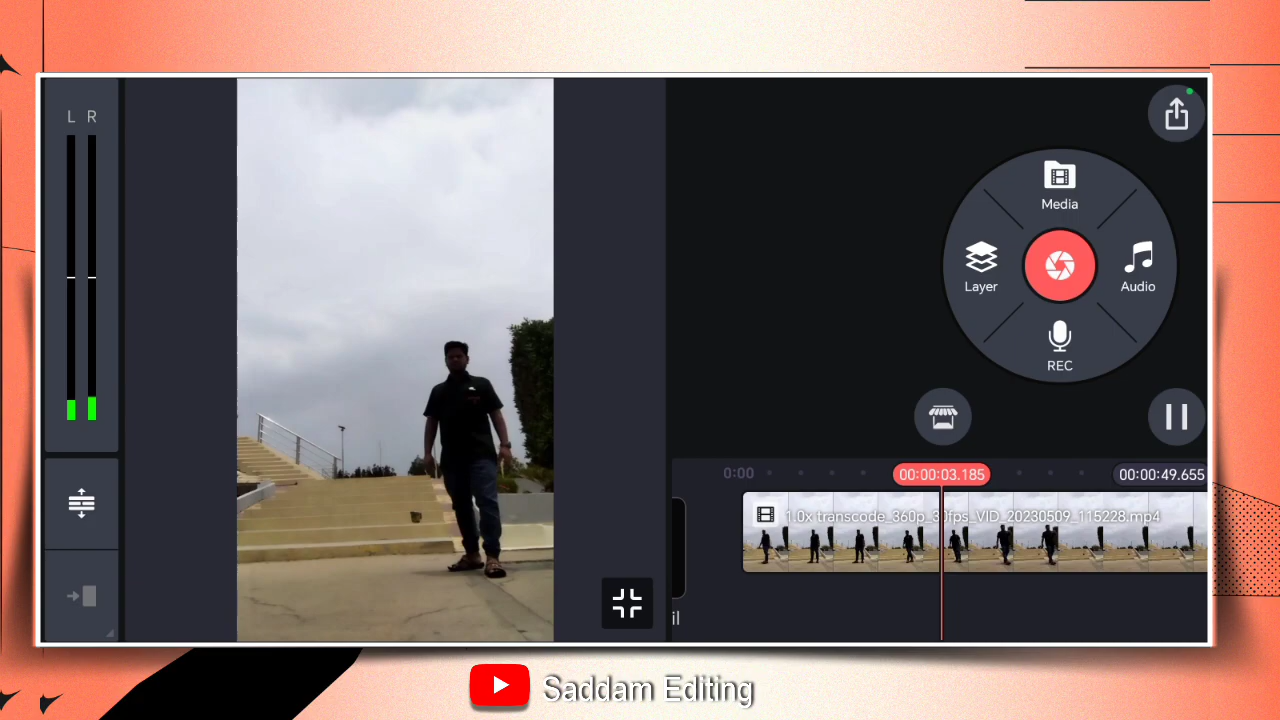 L R
Media
Layer
Audio
REC
0:00
00:00:03.185
00:00:49.655
1.0x transcode_360p_30fps_VID_20230509_115228.mp4
il
Saddam Editing